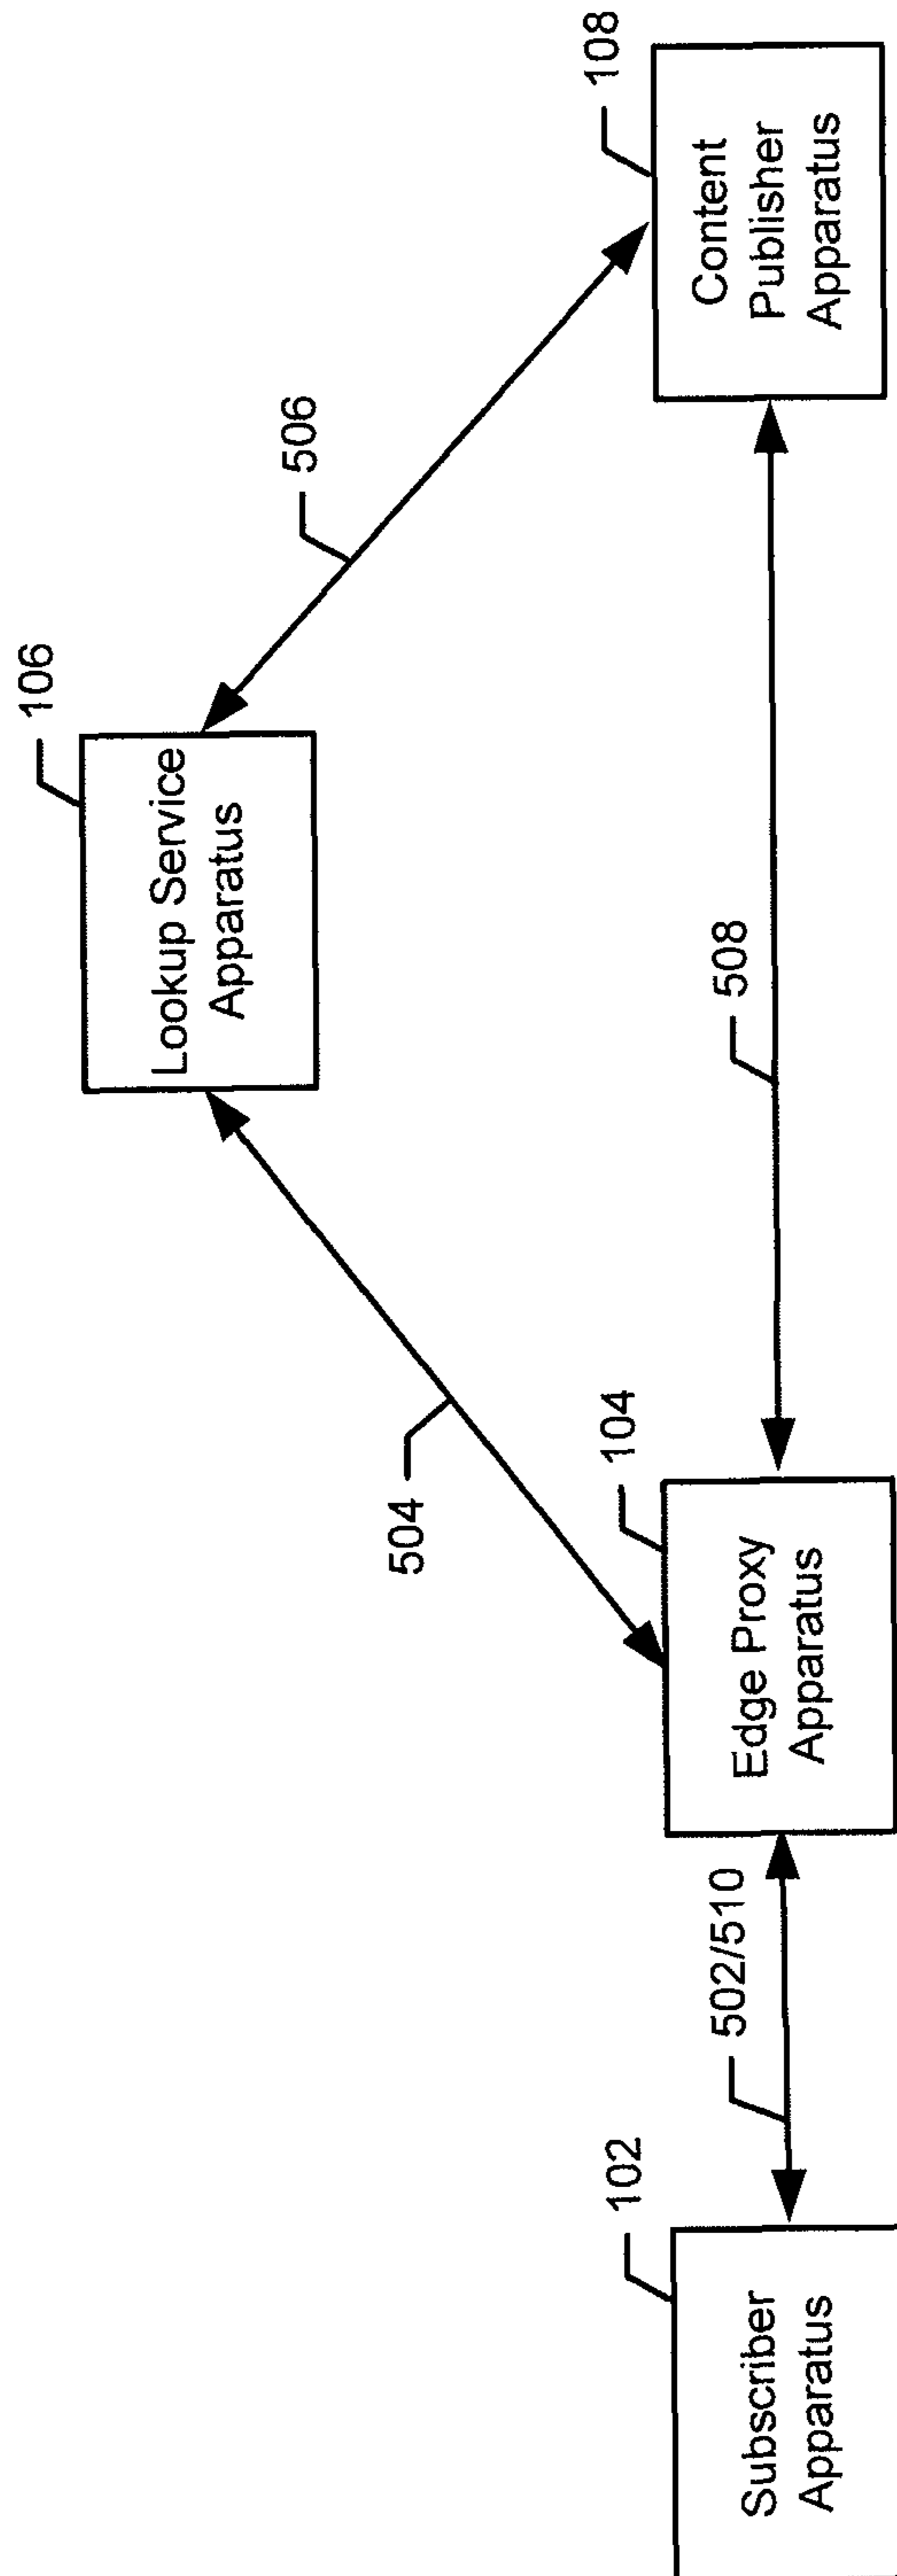 106
Lookup Service
Apparatus
504
506
102
Subscriber
Apparatus
502/510
104
Edge Proxy
Apparatus
508
108
Content
Publisher
Apparatus